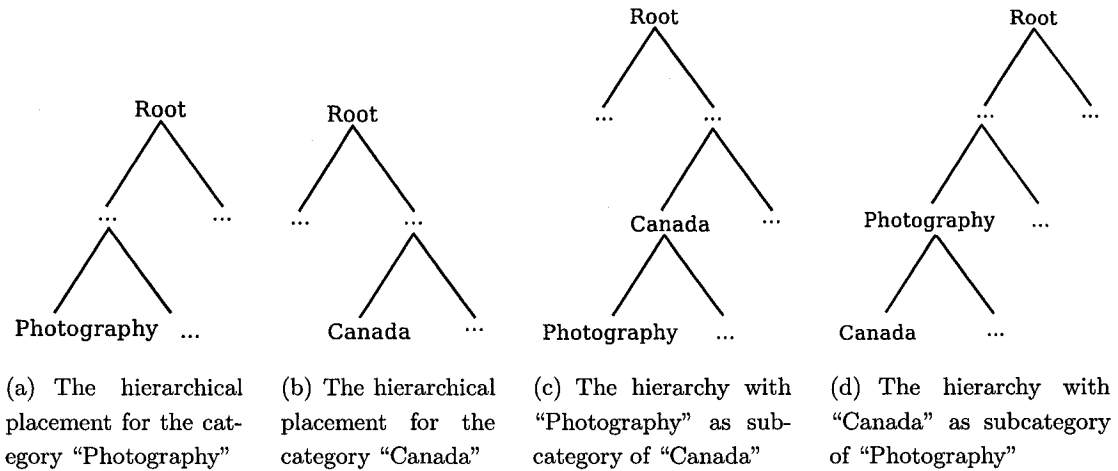 Root
...
...
Photography
...
Root
...
...
Canada
...
Root
...
...
Canada
...
Photography
...
Root
...
...
Photography
...
Canada
...
(a) The hierarchical
placement for the cat-
egory “Photography”
(b) The hierarchical
placement for the
category “Canada”
(c) The hierarchy with
“Photography” as sub-
category of “Canada”
(d) The hierarchy with
“Canada” as subcategory
of “Photography”